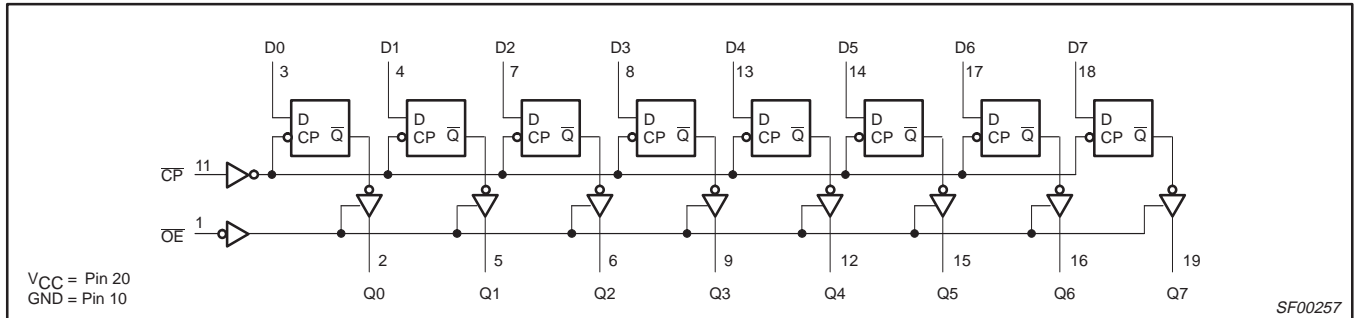 D0 D1 D2 D3 D4 D5 D6 D7
3 4 7 8 13 14 17 18
D D D D D D D D
CP Q̅ CP Q̅ CP Q̅ CP Q̅ CP Q̅ CP Q̅ CP Q̅ CP Q̅
C̅P̅ 11
O̅E̅ 1
2 5 6 9 12 15 16 19
VCC = Pin 20
GND = Pin 10
Q0 Q1 Q2 Q3 Q4 Q5 Q6 Q7
SF00257